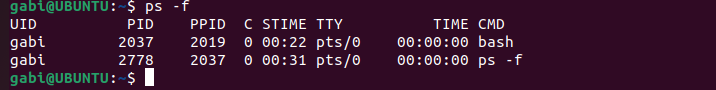 gabi@UBUNTU:~$ ps -f
UID          PID    PPID  C STIME TTY          TIME CMD
gabi        2037    2019  0 00:22 pts/0    00:00:00 bash
gabi        2778    2037  0 00:31 pts/0    00:00:00 ps -f
gabi@UBUNTU:~$